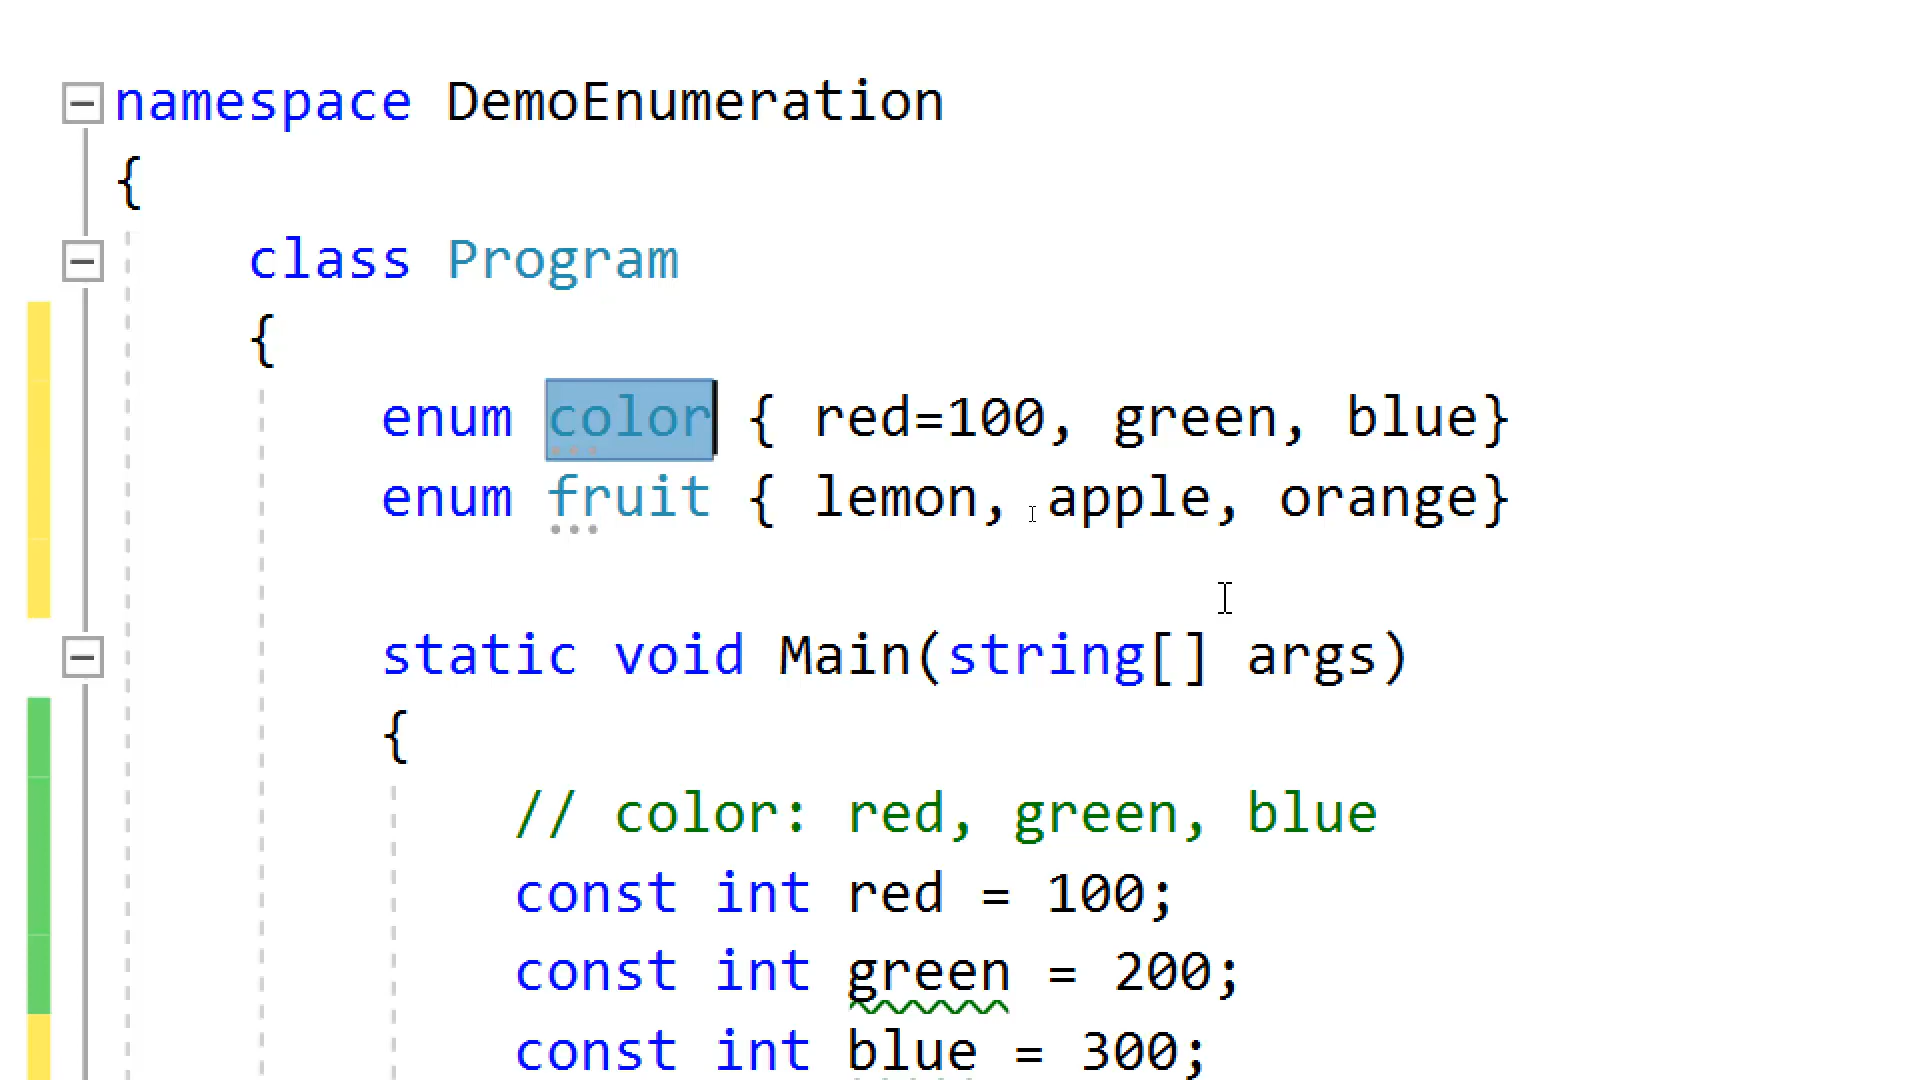 namespace DemoEnumeration
{
class Program
{
enum color { red=100, green, blue}
enum fruit { lemon, apple, orange}
static void Main(string[] args)
{
// color: red, green, blue
const int red = 100;
const int green = 200;
const int blue = 300;